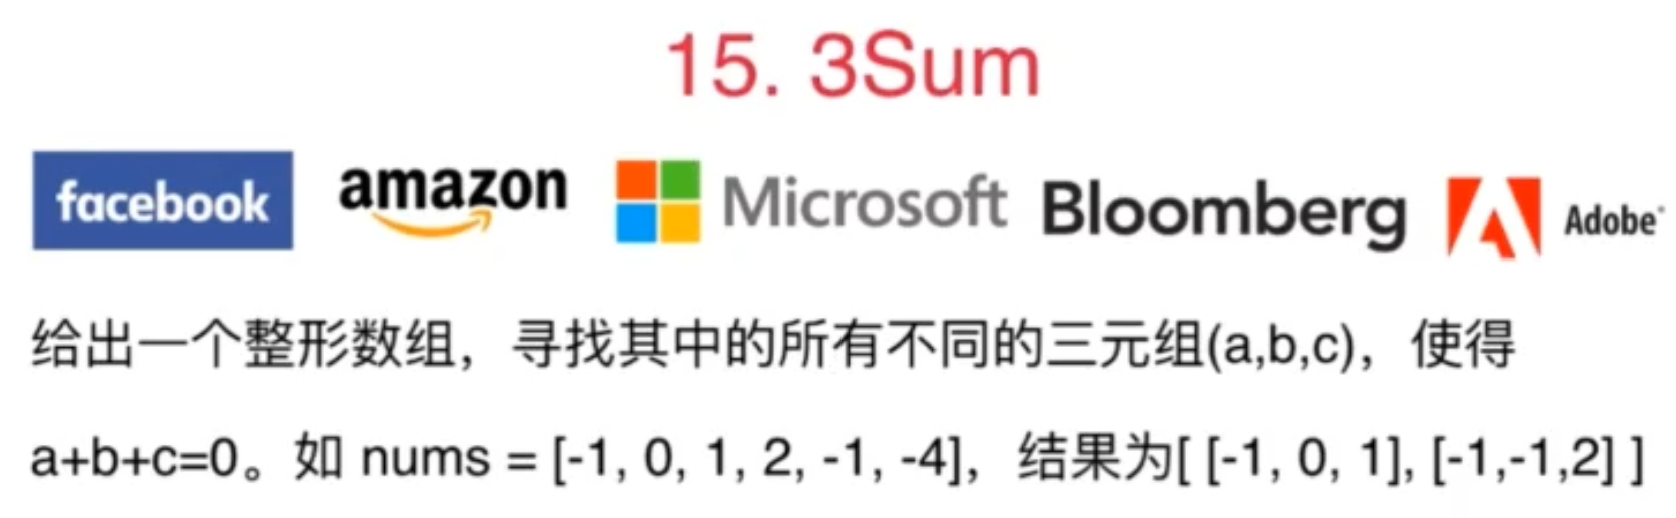 15. 3Sum
facebook amazon Microsoft Bloomberg Adobe
给出一个整形数组，寻找其中的所有不同的三元组(a,b,c)，使得
a+b+c=0。如 nums = [-1, 0, 1, 2, -1, -4]，结果为[ [-1, 0, 1], [-1,-1,2] ]